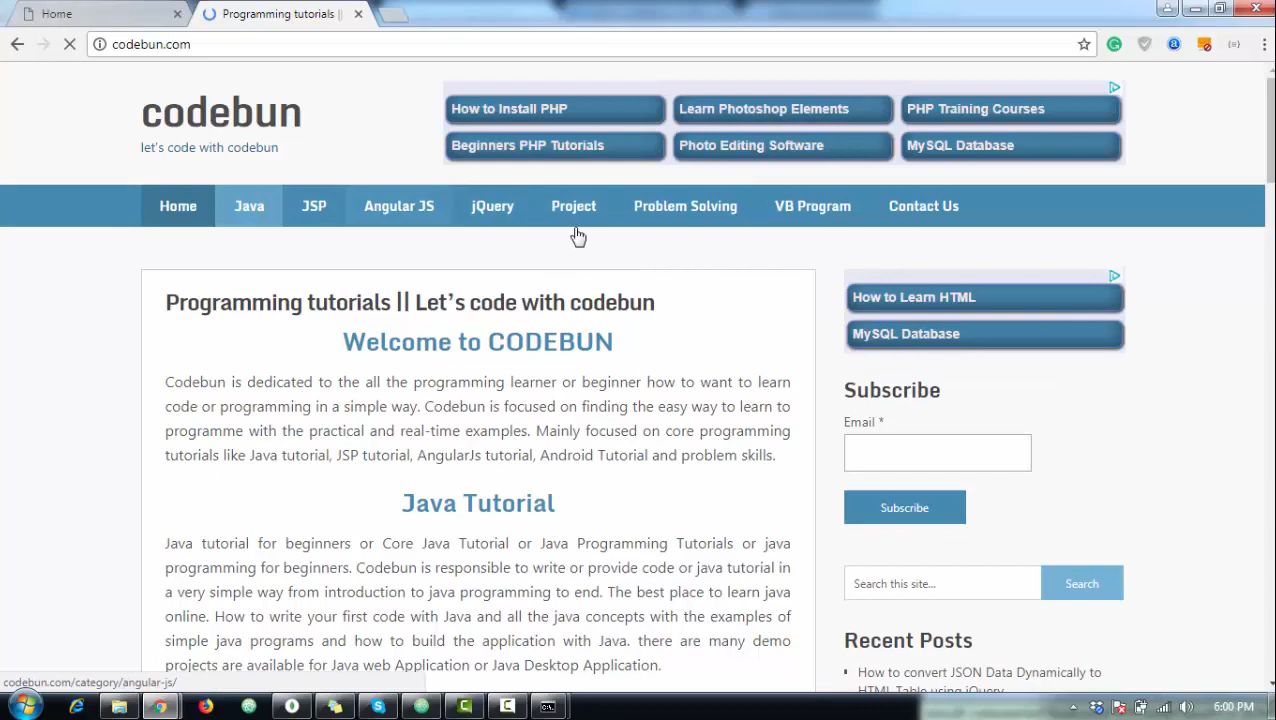 Home
Programming tutorials ||
codebun.com
codebun
let's code with codebun
How to Install PHP
Learn Photoshop Elements
PHP Training Courses
Beginners PHP Tutorials
Photo Editing Software
MySQL Database
Home
Java
JSP
Angular JS
jQuery
Project
Problem Solving
VB Program
Contact Us
Programming tutorials || Let's code with codebun
Welcome to CODEBUN
Codebun is dedicated to the all the programming learner or beginner how to want to learn
code or programming in a simple way. Codebun is focused on finding the easy way to learn to
programme with the practical and real-time examples. Mainly focused on core programming
tutorials like Java tutorial, JSP tutorial, AngularJs tutorial, Android Tutorial and problem skills.
Java Tutorial
Java tutorial for beginners or Core Java Tutorial or Java Programming Tutorials or java
programming for beginners. Codebun is responsible to write or provide code or java tutorial in
a very simple way from introduction to java programming to end. The best place to learn java
online. How to write your first code with Java and all the java concepts with the examples of
simple java programs and how to build the application with Java. there are many demo
projects are available for Java web Application or Java Desktop Application.
How to Learn HTML
MySQL Database
Subscribe
Email *
Subscribe
Search this site...
Search
Recent Posts
How to convert JSON Data Dynamically to
HTML Table using jQuery
codebun.com/category/angular-js/
6:00 PM